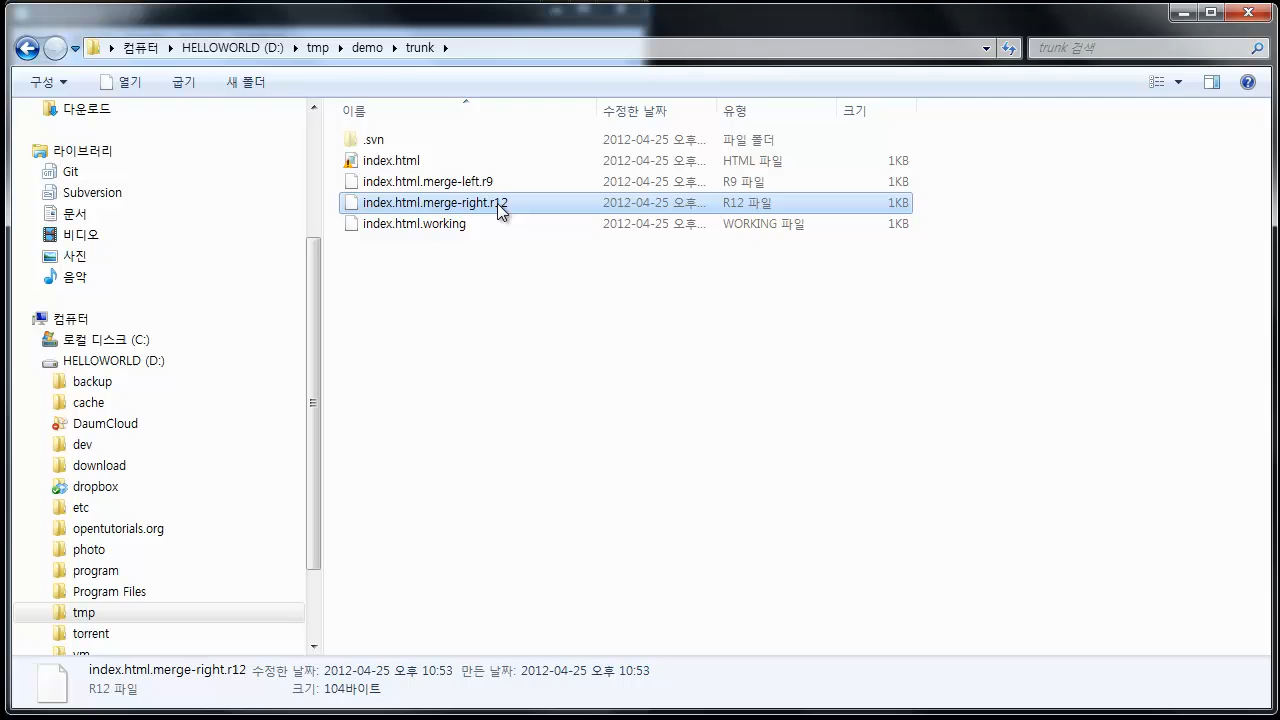 컴퓨터 HELLOWORLD (D:) tmp demo trunk
trunk 검색
구성 열기 굽기 새 폴더
이름 수정한 날짜 유형 크기
.svn 2012-04-25 오후... 파일 폴더
index.html 2012-04-25 오후... HTML 파일 1KB
index.html.merge-left.r9 2012-04-25 오후... R9 파일 1KB
index.html.merge-right.r12 2012-04-25 오후... R12 파일 1KB
index.html.working 2012-04-25 오후... WORKING 파일 1KB
다운로드
라이브러리
Git
Subversion
문서
비디오
사진
음악
컴퓨터
로컬 디스크 (C:)
HELLOWORLD (D:)
backup
cache
DaumCloud
dev
download
dropbox
etc
opentutorials.org
photo
program
Program Files
tmp
torrent
index.html.merge-right.r12 수정한 날짜: 2012-04-25 오후 10:53 만든 날짜: 2012-04-25 오후 10:53
R12 파일 크기: 104바이트